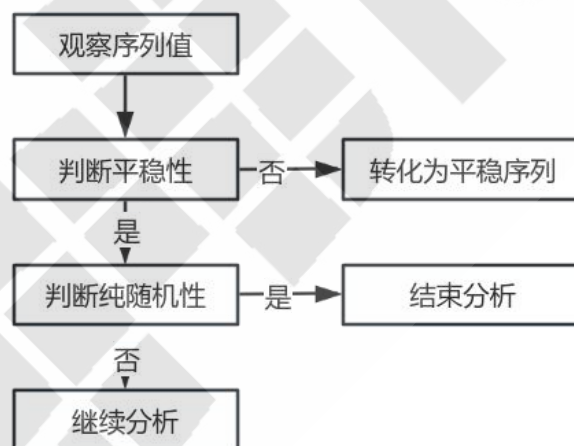 观察序列值
判断平稳性
否
转化为平稳序列
是
判断纯随机性
是
结束分析
否
继续分析